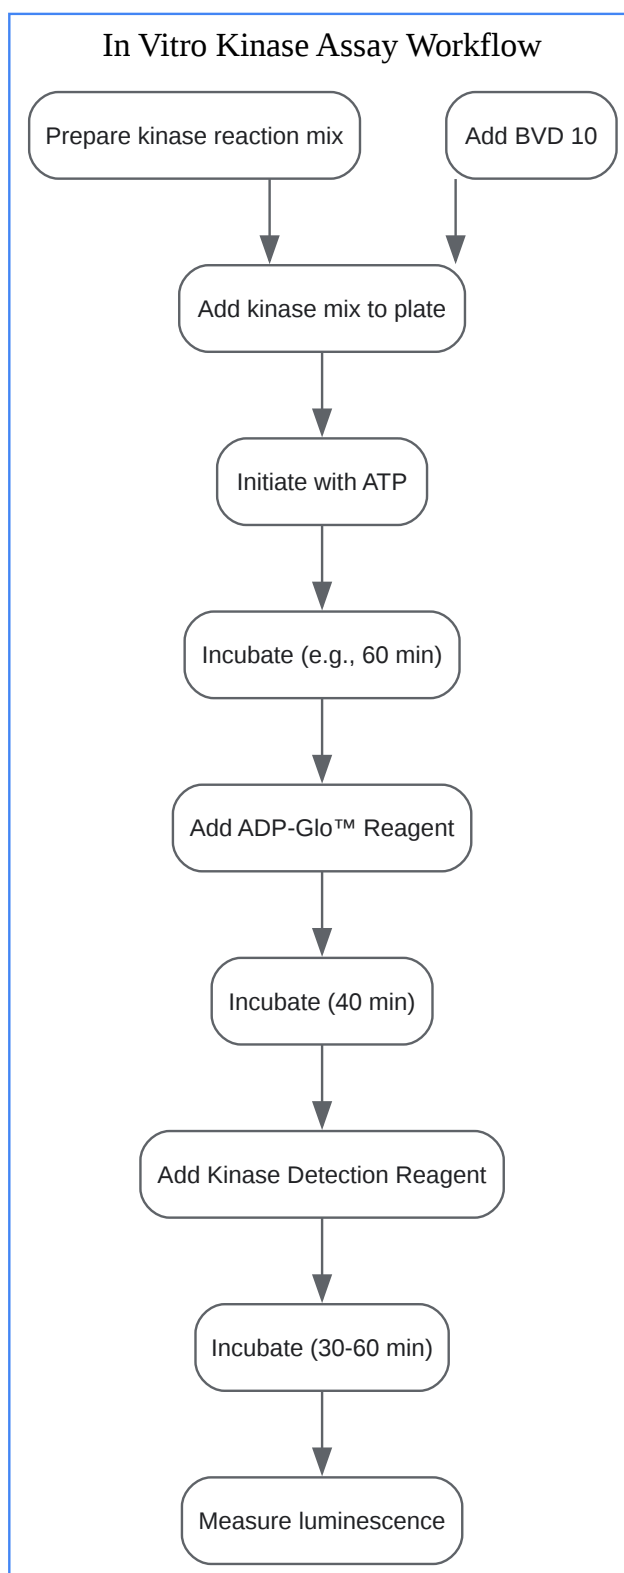 In Vitro Kinase Assay Workflow
Prepare kinase reaction mix
Add BVD 10
Add kinase mix to plate
Initiate with ATP
Incubate (e.g., 60 min)
Add ADP-Glo™ Reagent
Incubate (40 min)
Add Kinase Detection Reagent
Incubate (30-60 min)
Measure luminescence